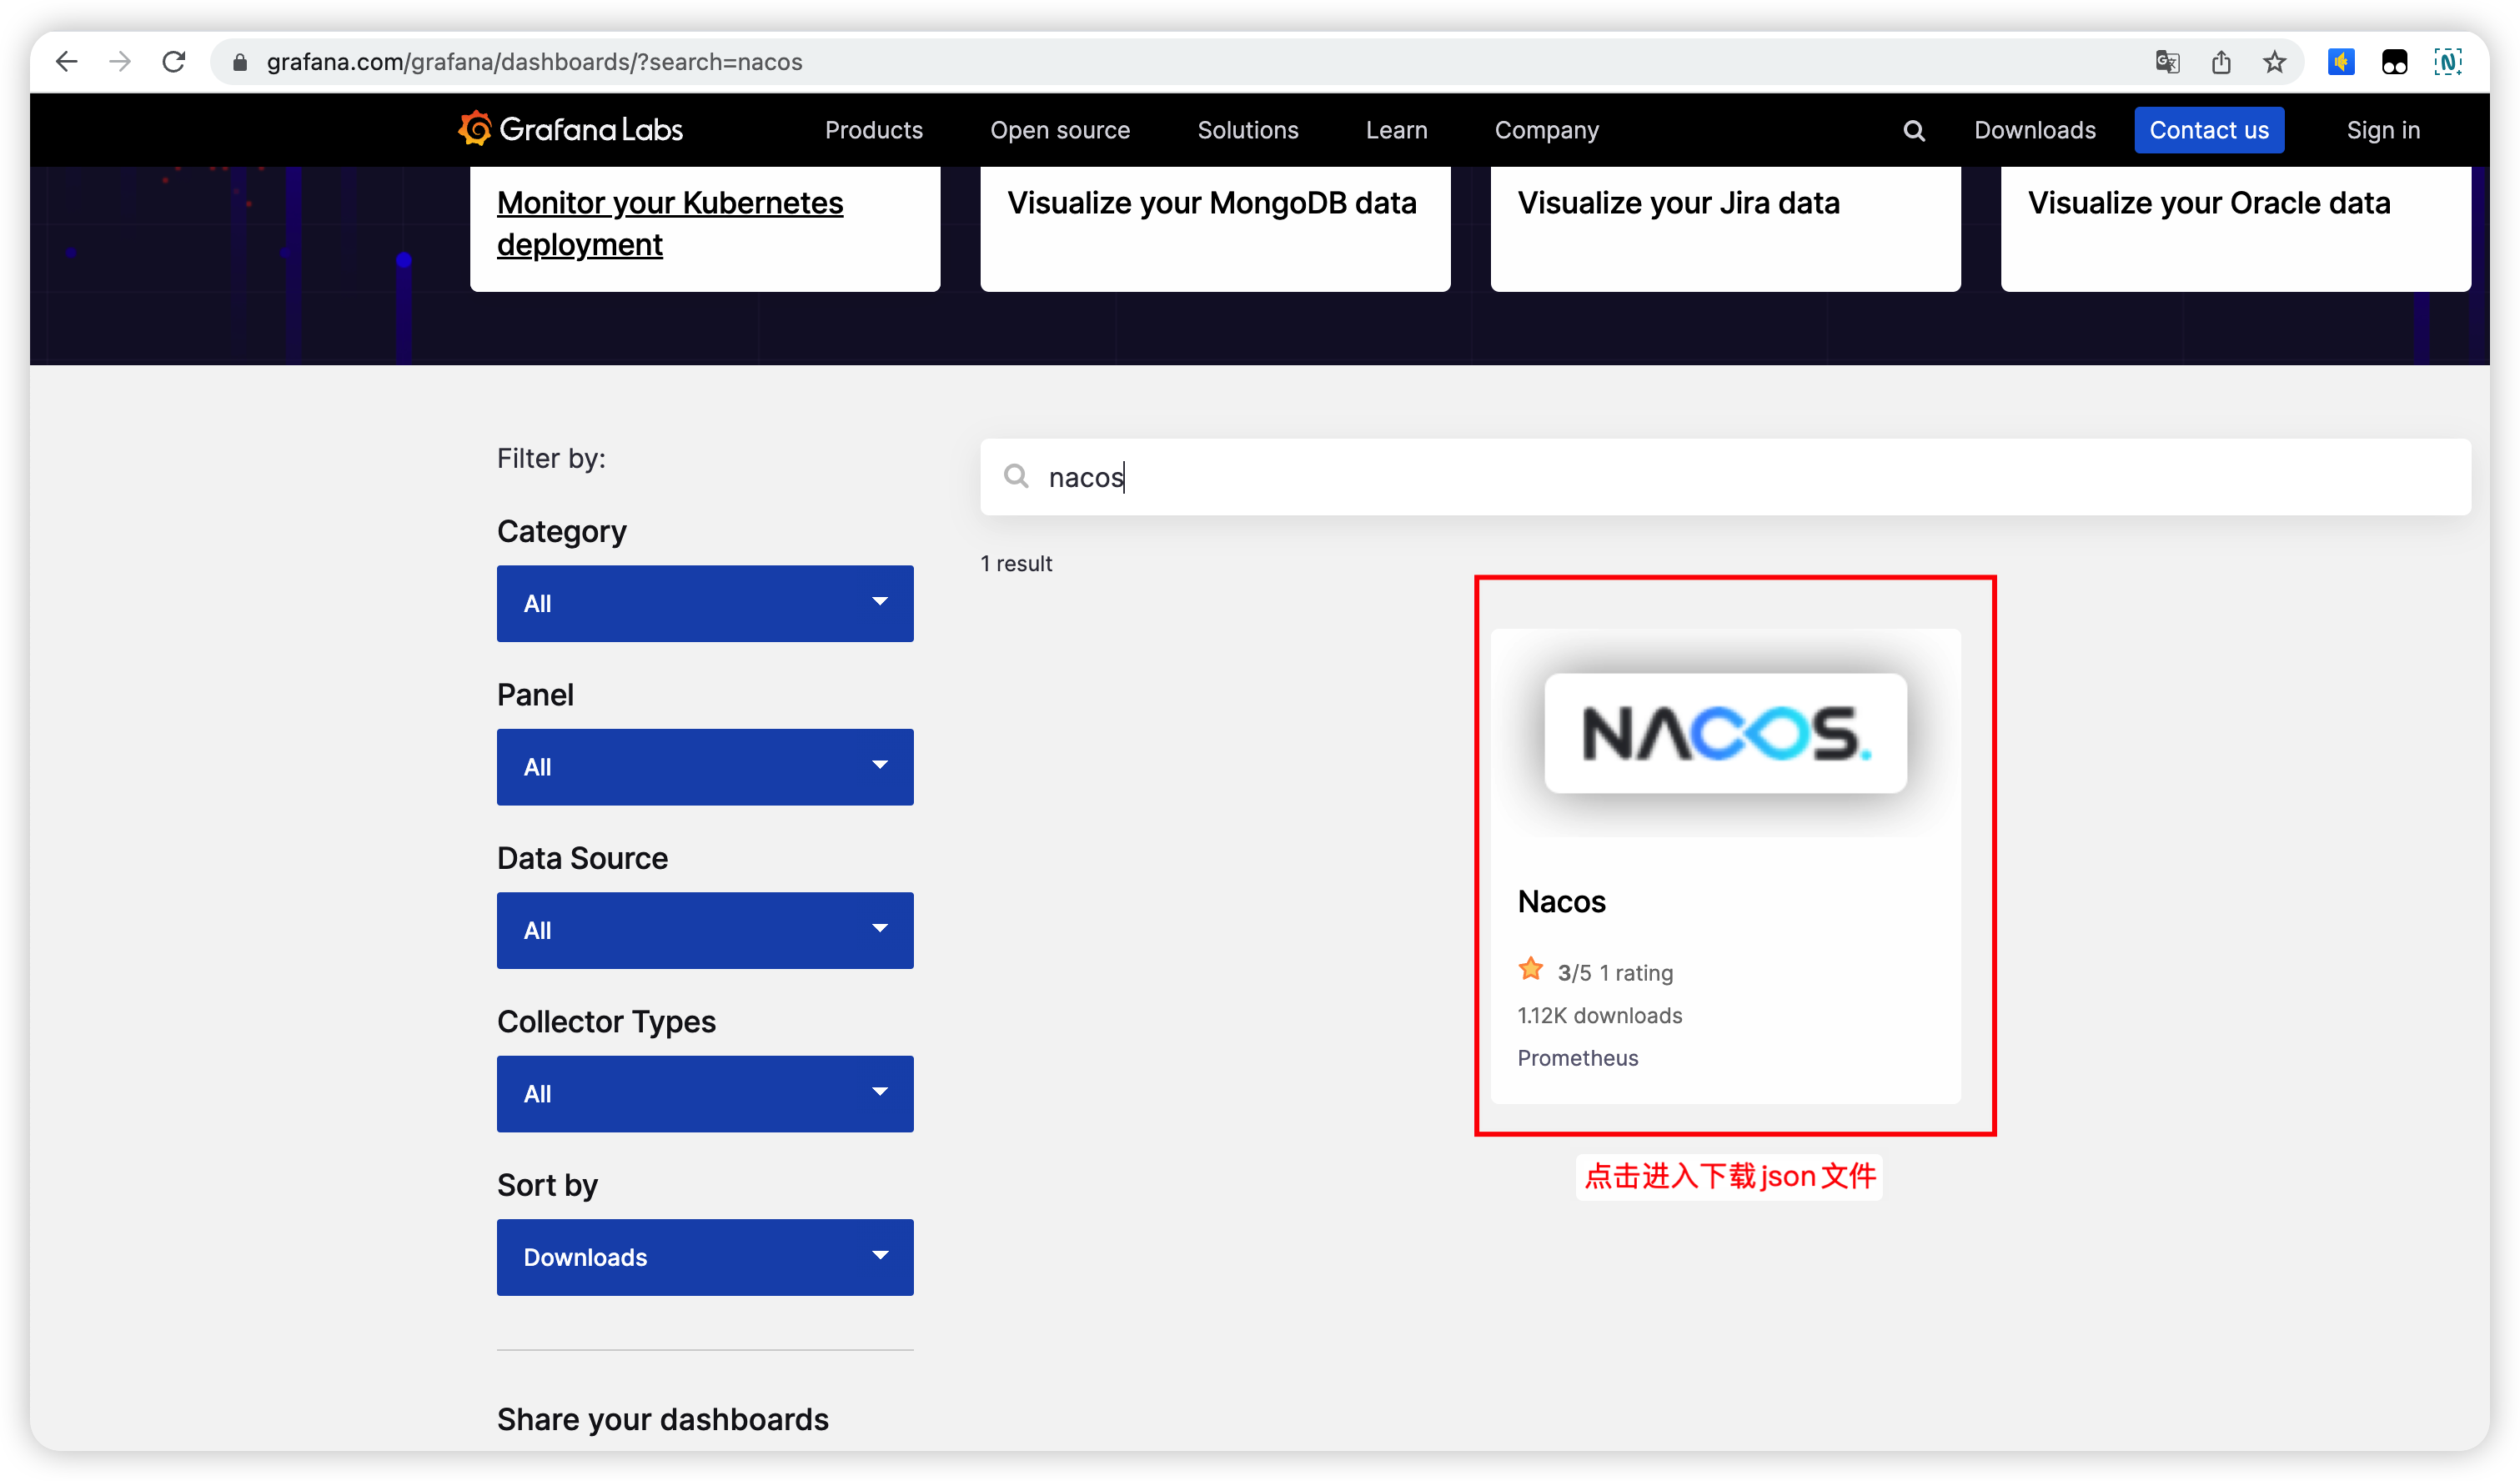 grafana.com/grafana/dashboards/?search=nacos
Grafana Labs
Products
Open source
Solutions
Learn
Company
Downloads
Contact us
Sign in
Monitor your Kubernetes
deployment
Visualize your MongoDB data
Visualize your Jira data
Visualize your Oracle data
Filter by:
nacos
Category
All
1 result
Panel
All
Data Source
All
Collector Types
All
Sort by
Downloads
Share your dashboards
NACOS.
Nacos
3/5 1 rating
1.12K downloads
Prometheus
点击进入下载json文件